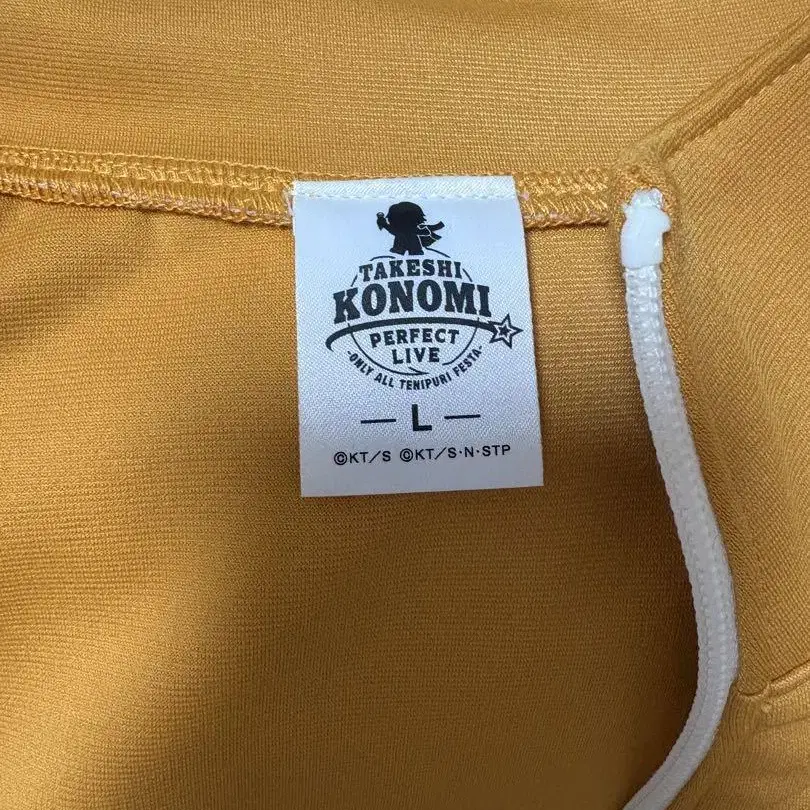 TAKESHI
KONOMI
PERFECT
LIVE
-ONLY ALL TENIPURI FESTA-
— L —
©KT/S ©KT/S·N·STP